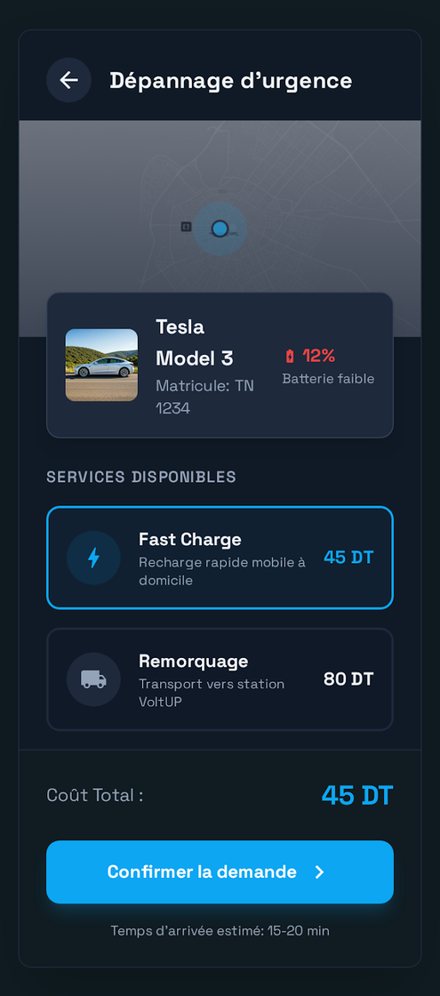 Dépannage d'urgence
Tesla
Model 3
Matricule: TN
1234
12%
Batterie faible
SERVICES DISPONIBLES
Fast Charge
Recharge rapide mobile à
domicile
45 DT
Remorquage
Transport vers station
VoltUP
80 DT
Coût Total :
45 DT
Confirmer la demande
Temps d'arrivée estimé: 15-20 min